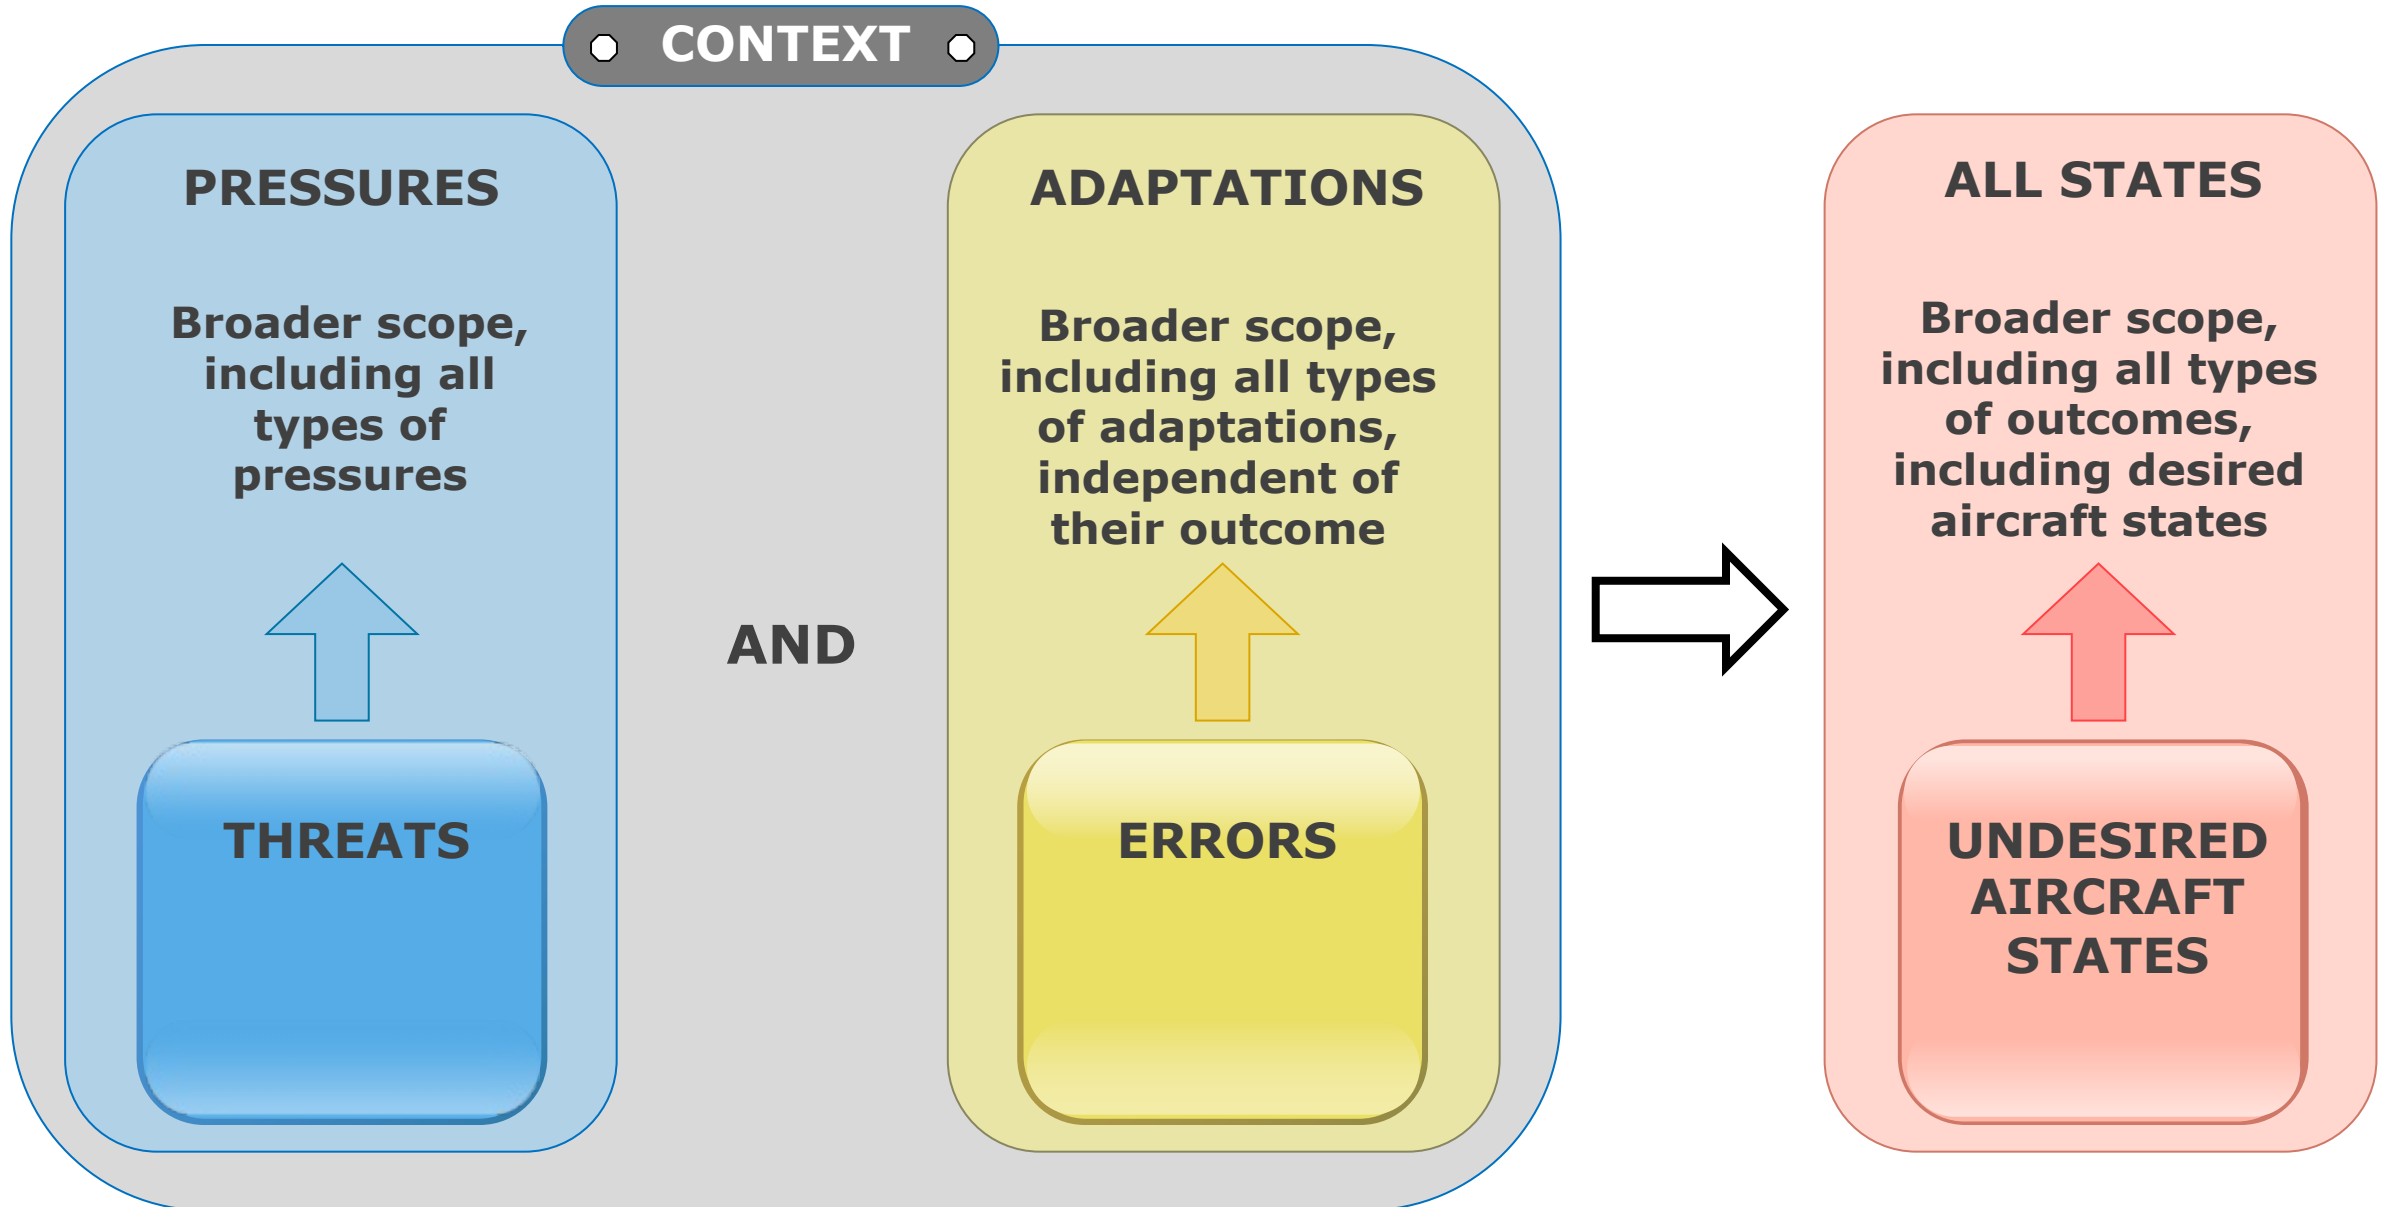 CONTEXT
PRESSURES
Broader scope,
including all
types of
pressures
THREATS
AND
ADAPTATIONS
Broader scope,
including all types
of adaptations,
independent of
their outcome
ERRORS
ALL STATES
Broader scope,
including all types
of outcomes,
including desired
aircraft states
UNDESIRED
AIRCRAFT
STATES